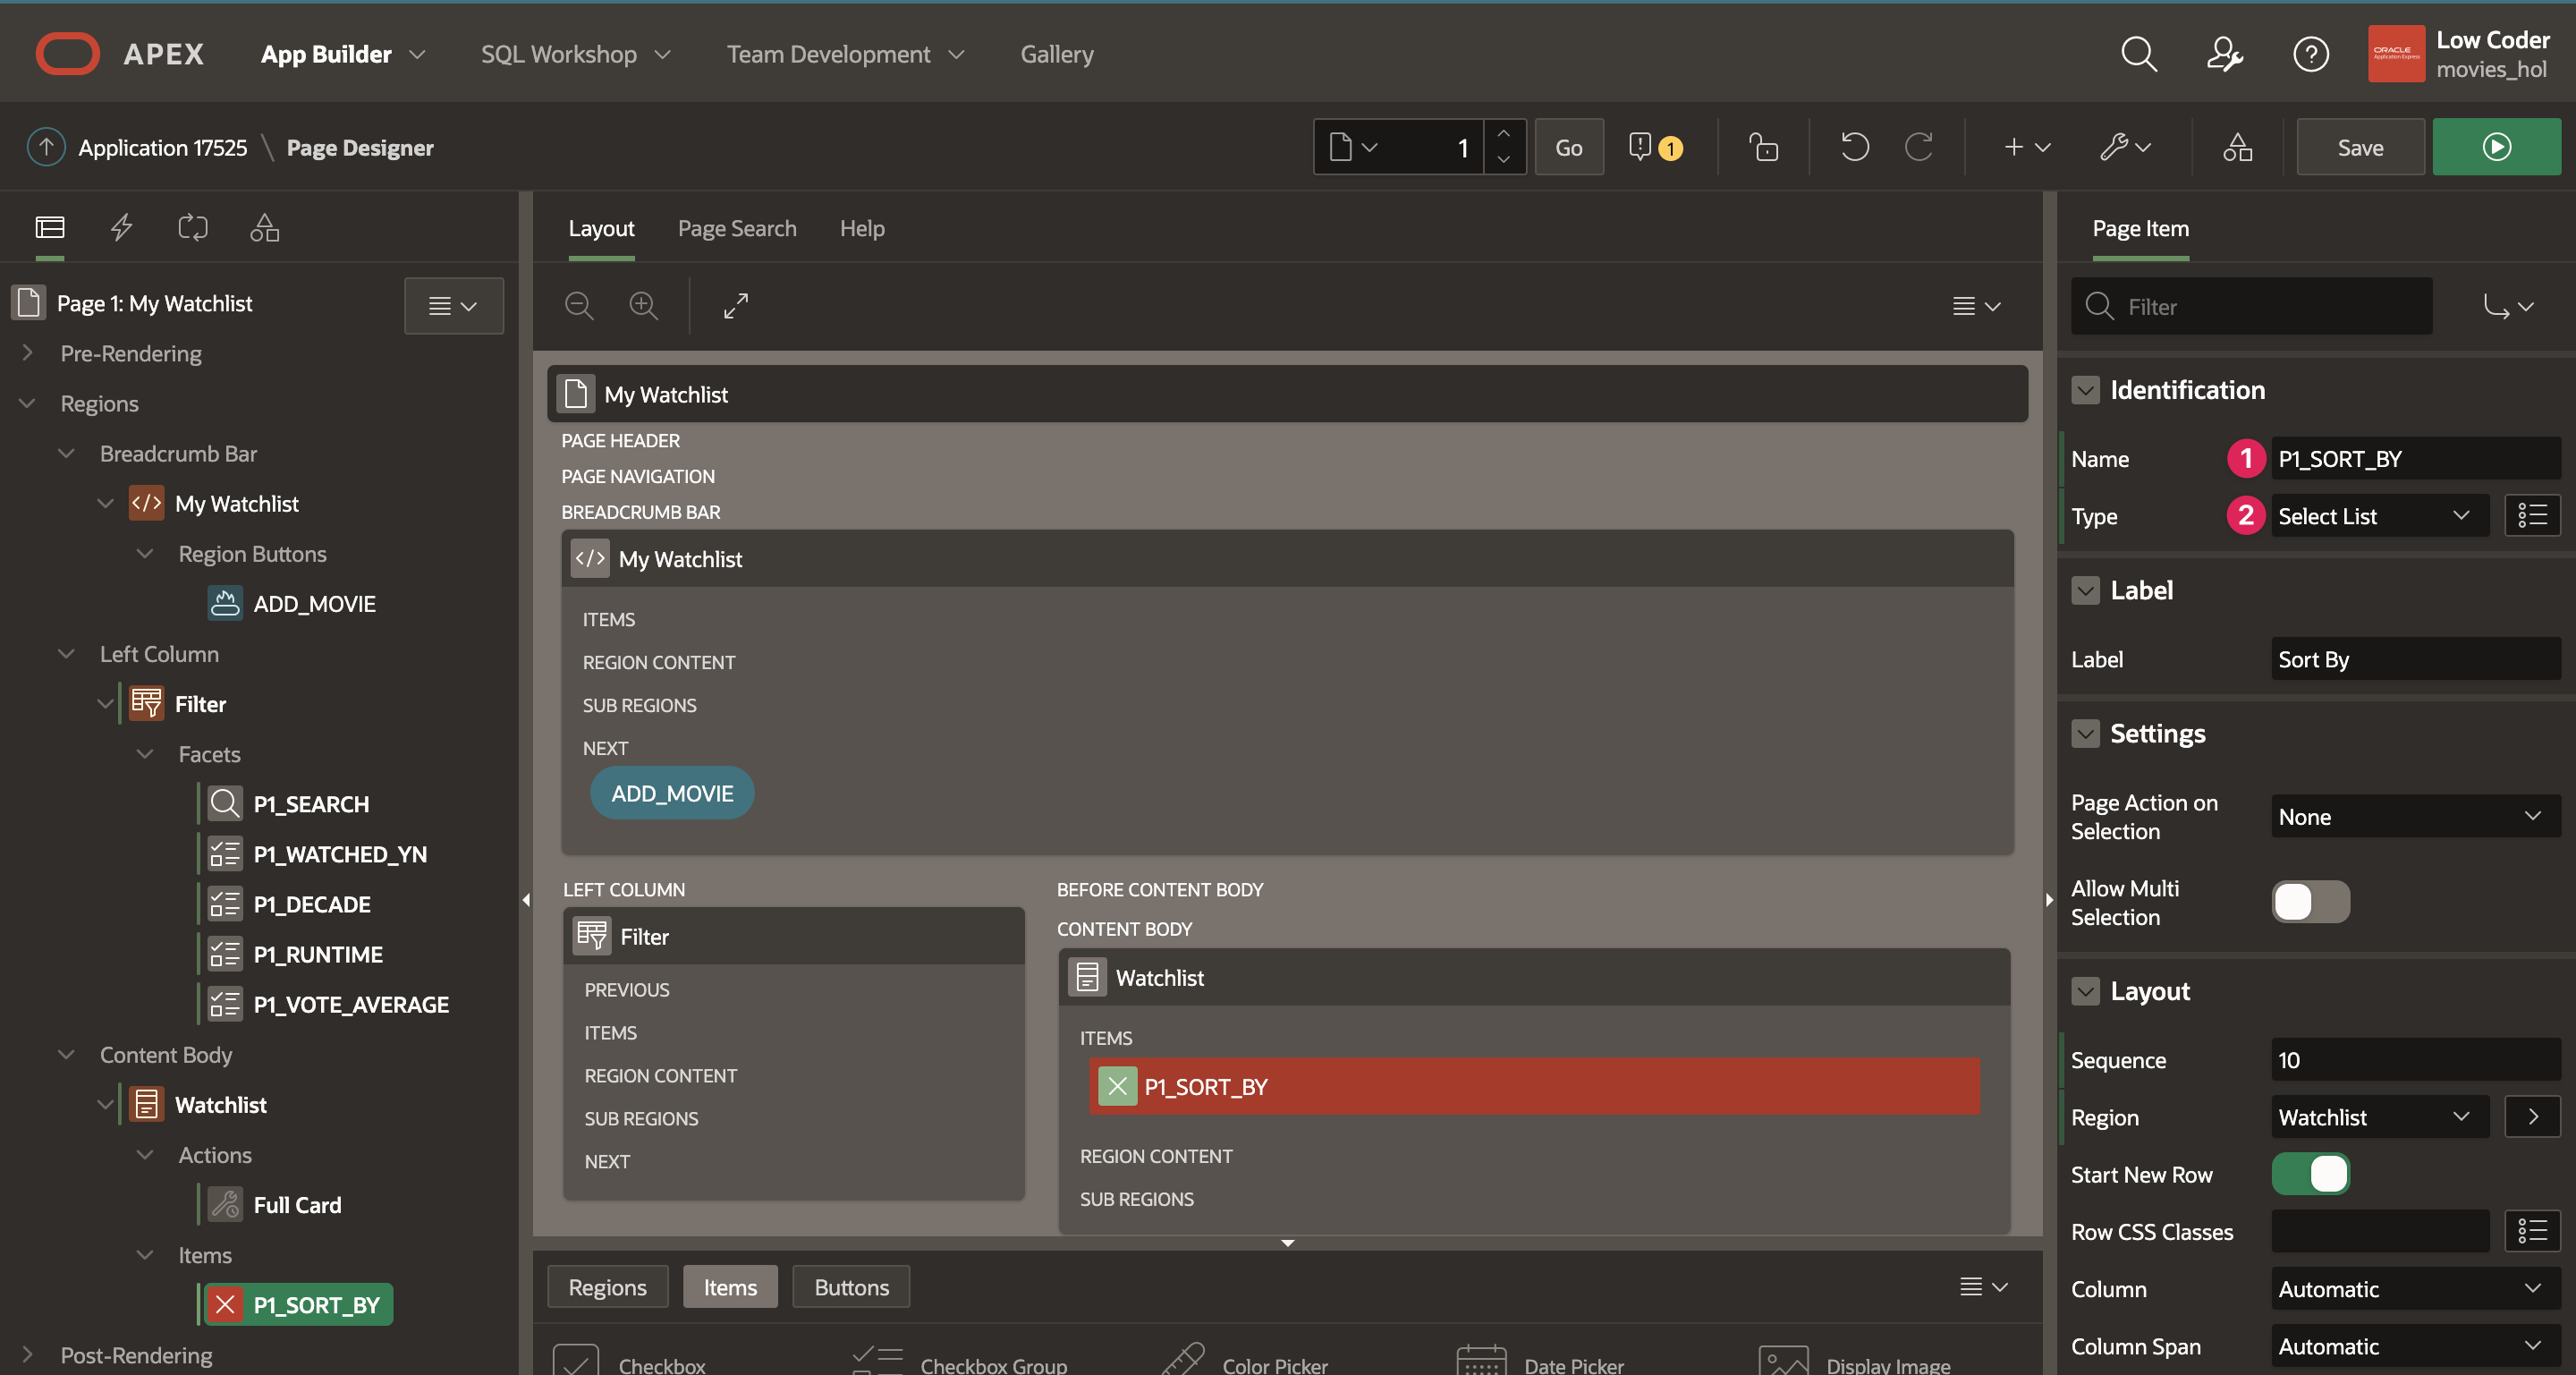 APEX
App Builder
SQL Workshop
Team Development
Gallery
ORACLE
Application Express
Low Coder
movies_hol
Application 17525 \ Page Designer
1
Go
1
Save
Page 1: My Watchlist
Pre-Rendering
Regions
Breadcrumb Bar
My Watchlist
Region Buttons
ADD_MOVIE
Left Column
Filter
Facets
P1_SEARCH
P1_WATCHED_YN
P1_DECADE
P1_RUNTIME
P1_VOTE_AVERAGE
Content Body
Watchlist
Actions
Full Card
Items
P1_SORT_BY
Post-Rendering
Layout
Page Search
Help
My Watchlist
PAGE HEADER
PAGE NAVIGATION
BREADCRUMB BAR
My Watchlist
ITEMS
REGION CONTENT
SUB REGIONS
NEXT
ADD_MOVIE
LEFT COLUMN
Filter
PREVIOUS
ITEMS
REGION CONTENT
SUB REGIONS
NEXT
BEFORE CONTENT BODY
CONTENT BODY
Watchlist
ITEMS
P1_SORT_BY
REGION CONTENT
SUB REGIONS
Regions
Items
Buttons
Checkbox
Checkbox Group
Color Picker
Date Picker
Display Image
Page Item
Filter
Identification
Name 1 P1_SORT_BY
Type 2 Select List
Label
Label Sort By
Settings
Page Action on
Selection
None
Allow Multi
Selection
Layout
Sequence 10
Region Watchlist
Start New Row
Row CSS Classes
Column Automatic
Column Span Automatic